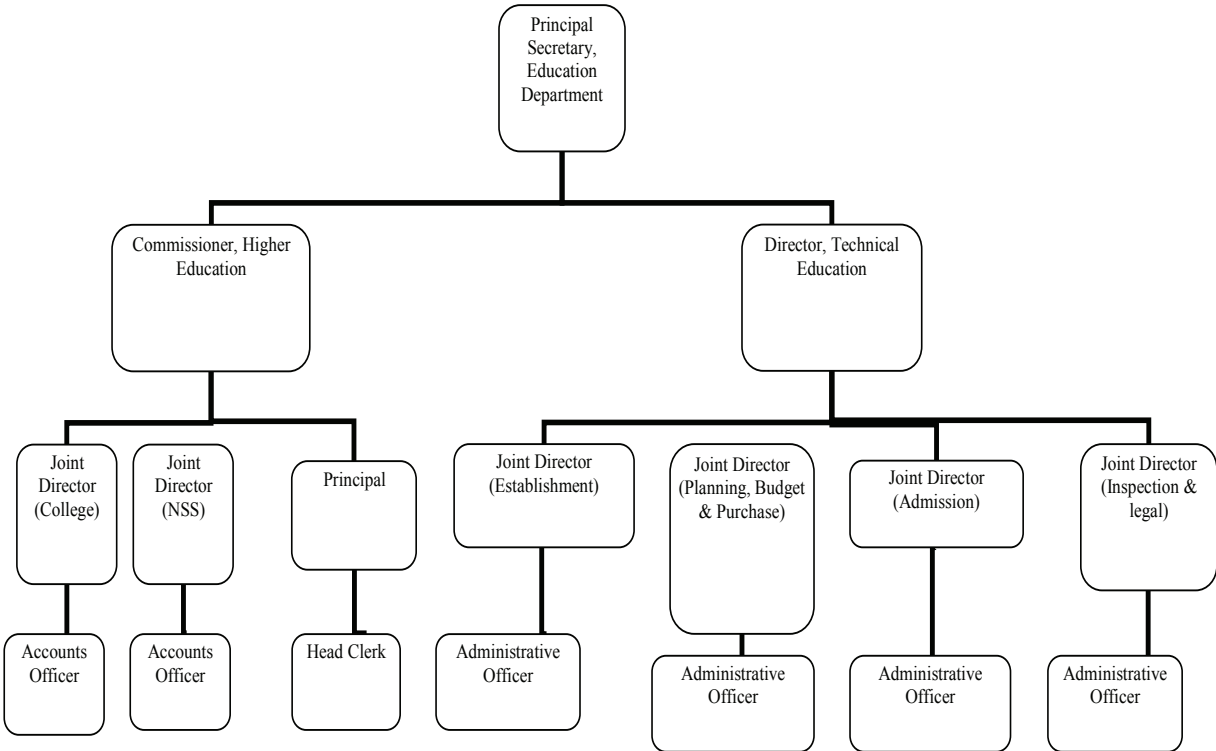 Principal
Secretary,
Education
Department
Commissioner, Higher
Education
Director, Technical
Education
Joint
Director
(College)
Joint
Director
(NSS)
Principal
Joint Director
(Establishment)
Joint Director
(Planning, Budget
& Purchase)
Joint Director
(Admission)
Joint Director
(Inspection &
legal)
Accounts
Officer
Accounts
Officer
Head Clerk
Administrative
Officer
Administrative
Officer
Administrative
Officer
Administrative
Officer